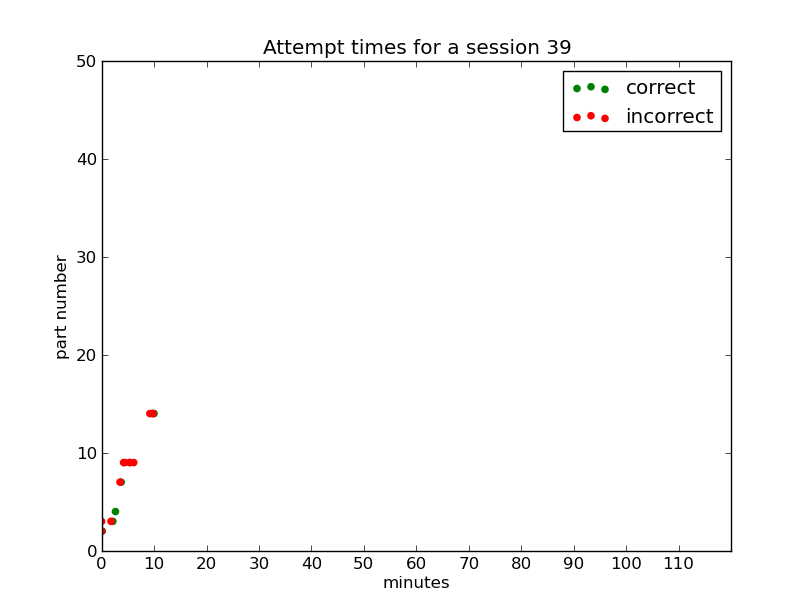 Attempt times for a session 39
correct
incorrect
50
40
30
20
10
0
part number
0 10 20 30 40 50 60 70 80 90 100 110
minutes